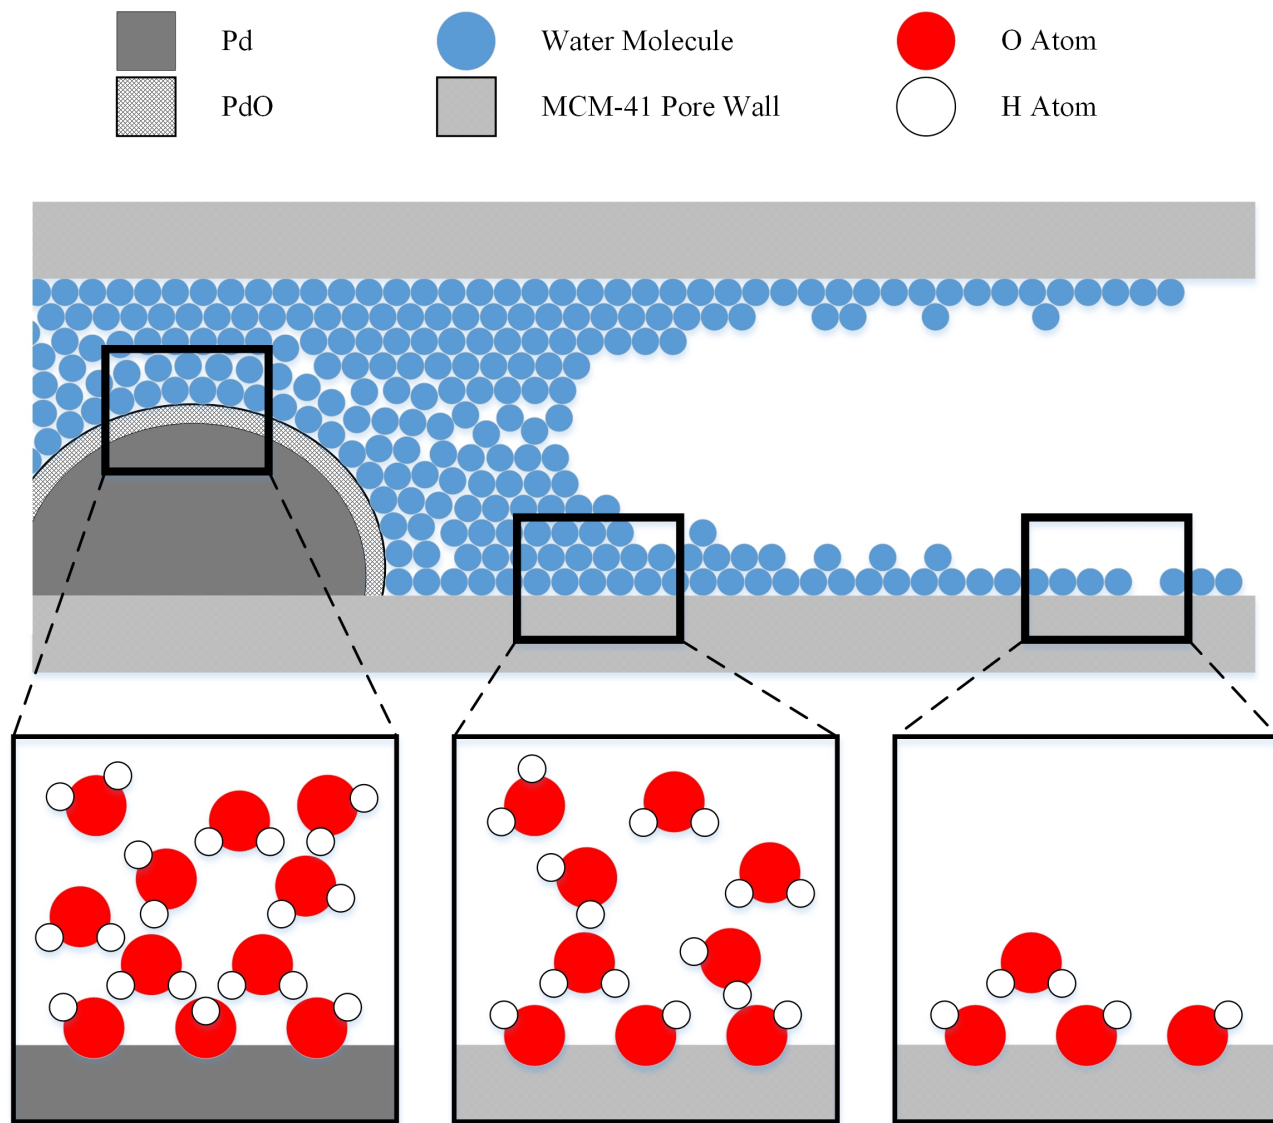 Pd
Water Molecule
O Atom
PdO
MCM-41 Pore Wall
H Atom